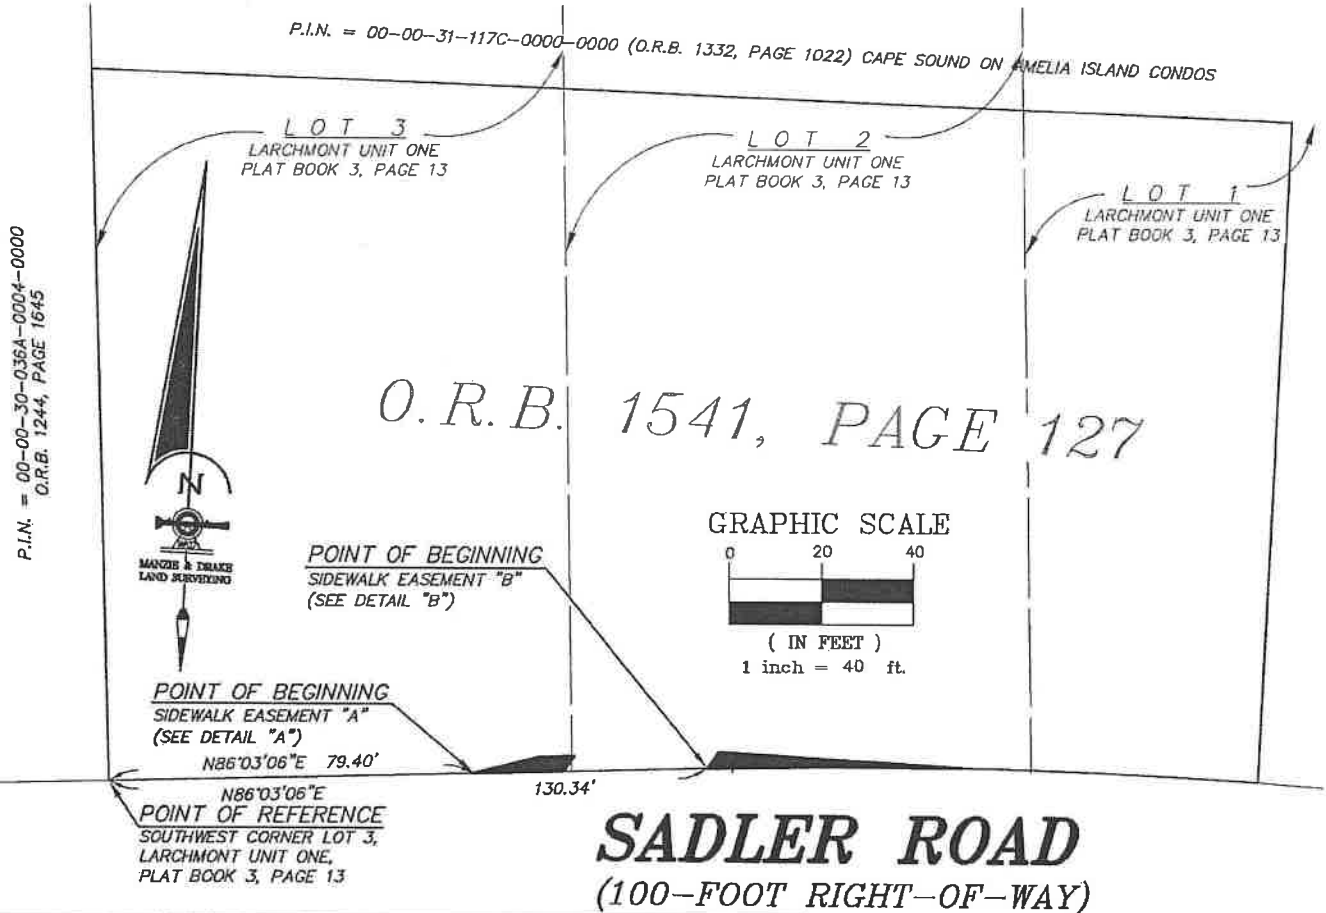 P.I.N. = 00-00-31-117C-0000-0000 (O.R.B. 1332, PAGE 1022) CAPE SOUND ON AMELIA ISLAND CONDOS
LOT 3
LARCHMONT UNIT ONE
PLAT BOOK 3, PAGE 13
LOT 2
LARCHMONT UNIT ONE
PLAT BOOK 3, PAGE 13
LOT 1
LARCHMONT UNIT ONE
PLAT BOOK 3, PAGE 13
P.I.N. = 00-00-30-036A-0004-0000
O.R.B. 1244, PAGE 1645
O.R.B. 1541, PAGE 127
N
MANZIE & DRAKE
LAND SURVEYING
GRAPHIC SCALE
0 20 40
( IN FEET )
1 inch = 40 ft.
POINT OF BEGINNING
SIDEWALK EASEMENT "B"
(SEE DETAIL "B")
POINT OF BEGINNING
SIDEWALK EASEMENT "A"
(SEE DETAIL "A")
N86°03'06"E 79.40'
N86°03'06"E 130.34'
POINT OF REFERENCE
SOUTHWEST CORNER LOT 3,
LARCHMONT UNIT ONE,
PLAT BOOK 3, PAGE 13
SADLER ROAD
(100-FOOT RIGHT-OF-WAY)